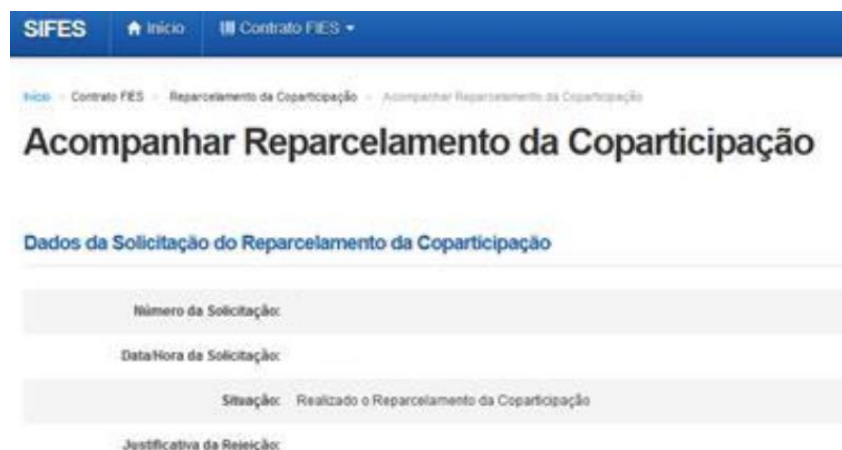 SIFES Início Contrato FIES
Início Contrato FIES Reparcelamento da Coparticipação Acompanhar Reparcelamento da Coparticipação
Acompanhar Reparcelamento da Coparticipação
Dados da Solicitação do Reparcelamento da Coparticipação
Número da Solicitação:
Data/Hora da Solicitação:
Situação: Realizado o Reparcelamento da Coparticipação
Justificativa da Rejeição: